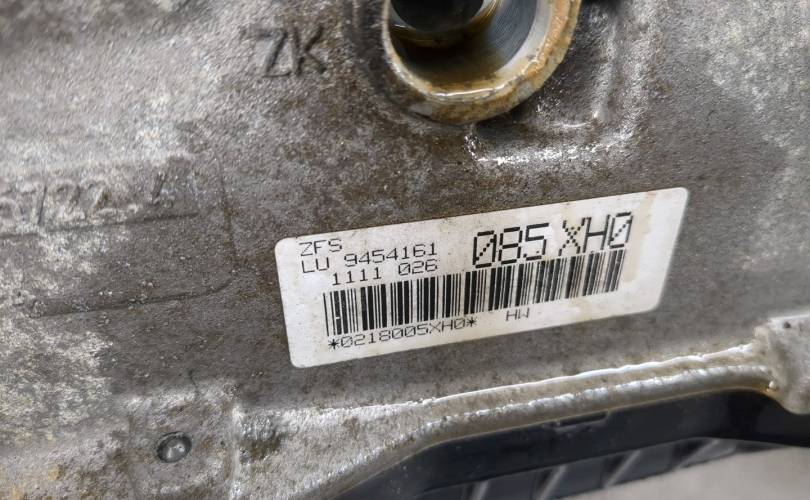 ZK
ZFS
LU 9454161
1111 026
085 XH0
*0218005XH0* HW